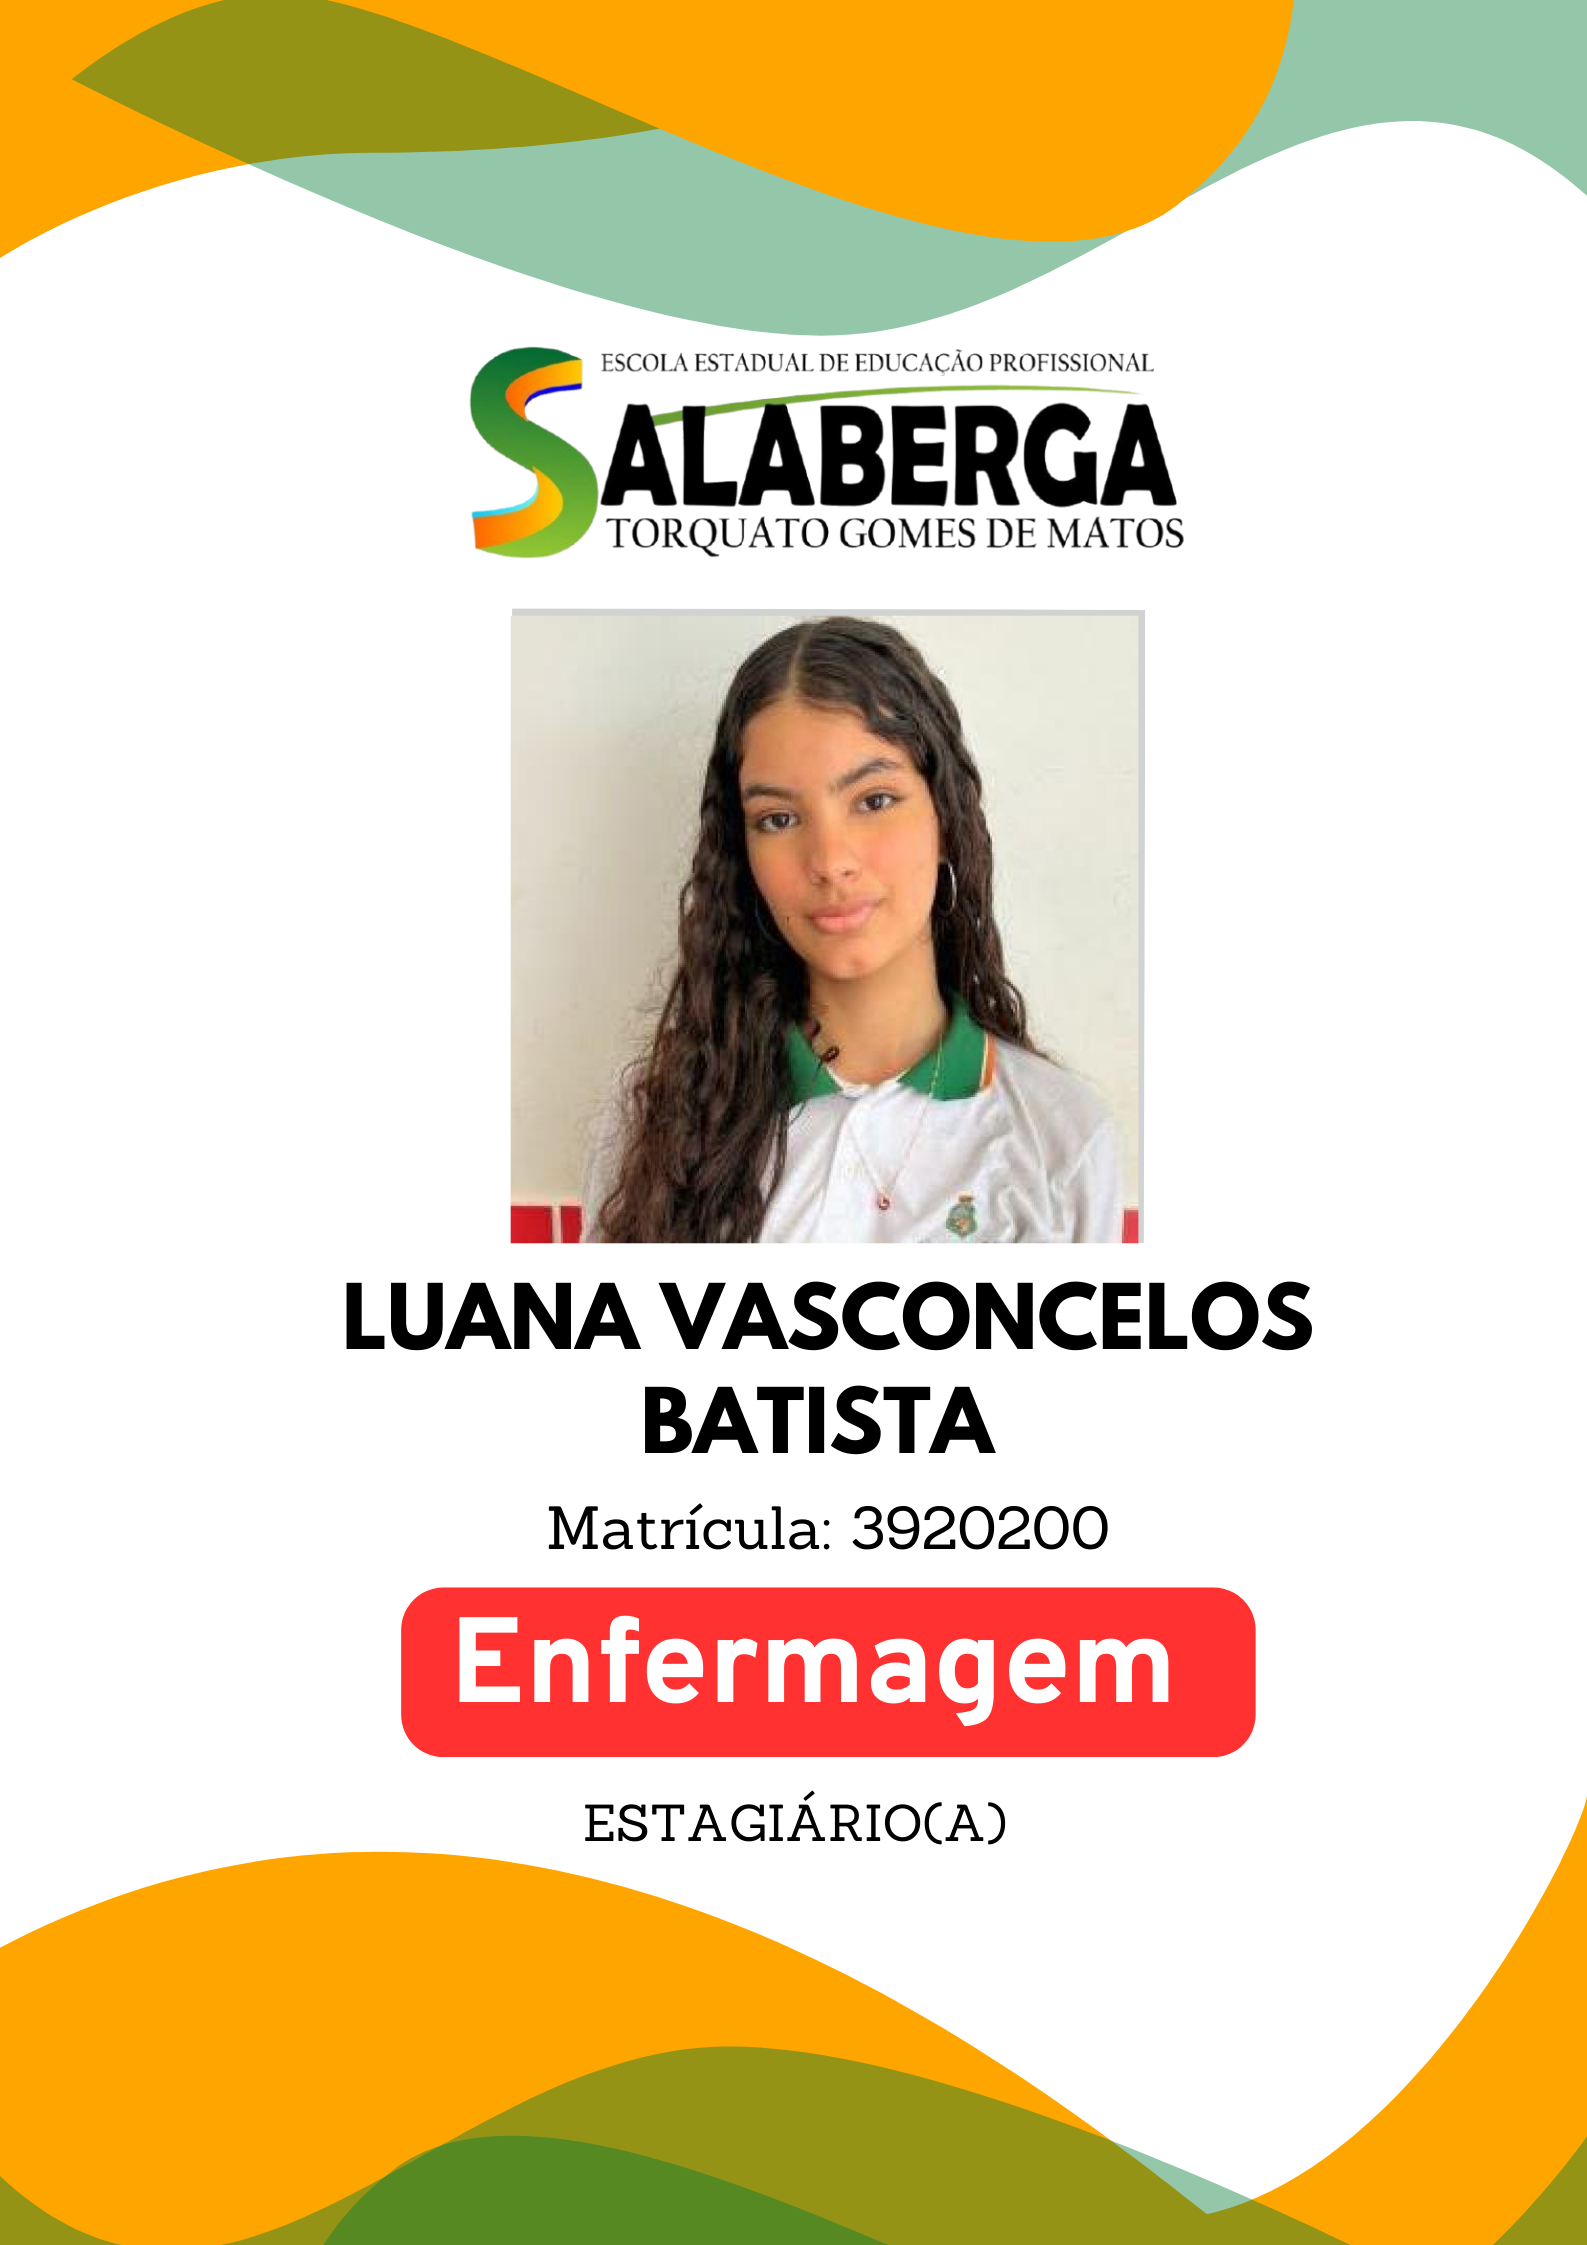 ESCOLA ESTADUAL DE EDUCAÇÃO PROFISSIONAL
SALABERGA
TORQUATO GOMES DE MATOS
LUANA VASCONCELOS
BATISTA
Matrícula: 3920200
Enfermagem
ESTAGIÁRIO(A)